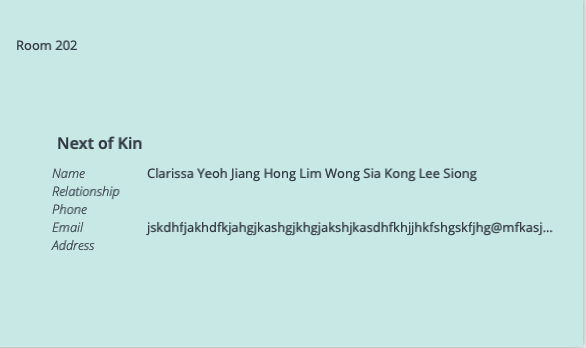 Room 202
Next of Kin
Name Clarissa Yeoh Jiang Hong Lim Wong Sia Kong Lee Siong
Relationship
Phone
Email jskdhfjakhdfkjahgjkashgjkhgjakshjkasdhfkhjjhkfshgskfjhg@mfkasj...
Address